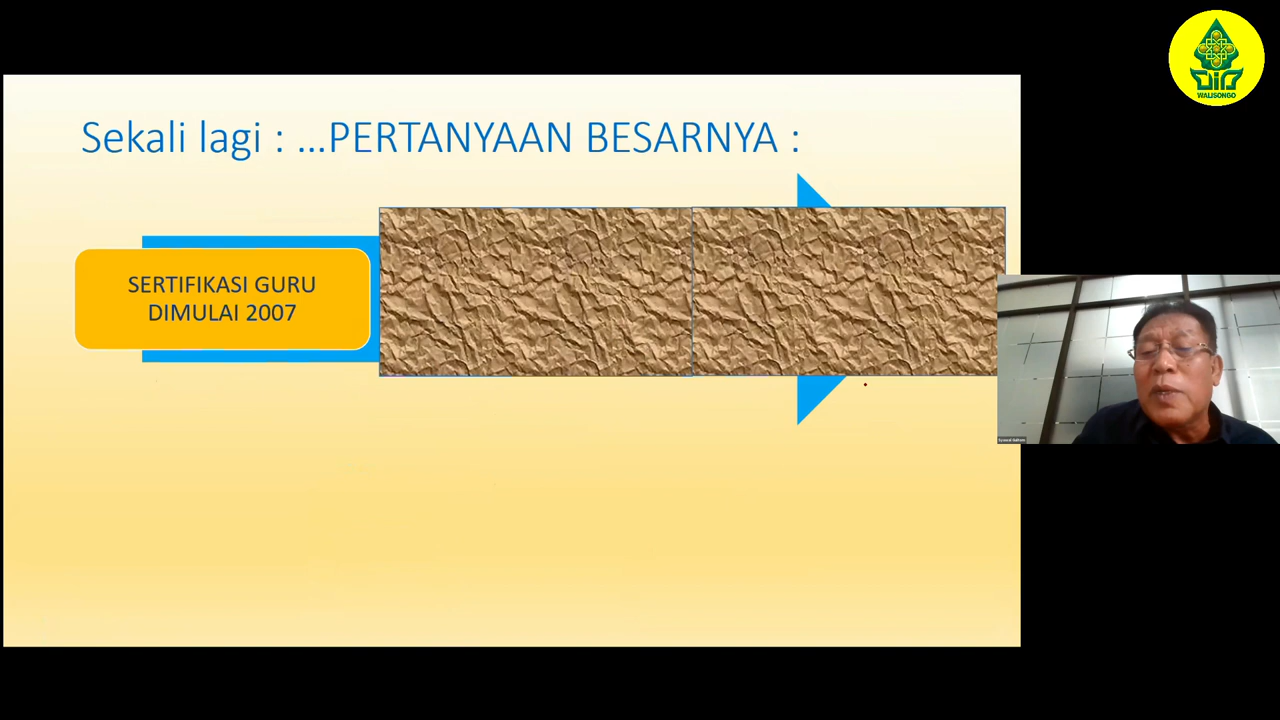 Sekali lagi : ...PERTANYAAN BESARNYA :
SERTIFIKASI GURU
DIMULAI 2007
WALISONGO